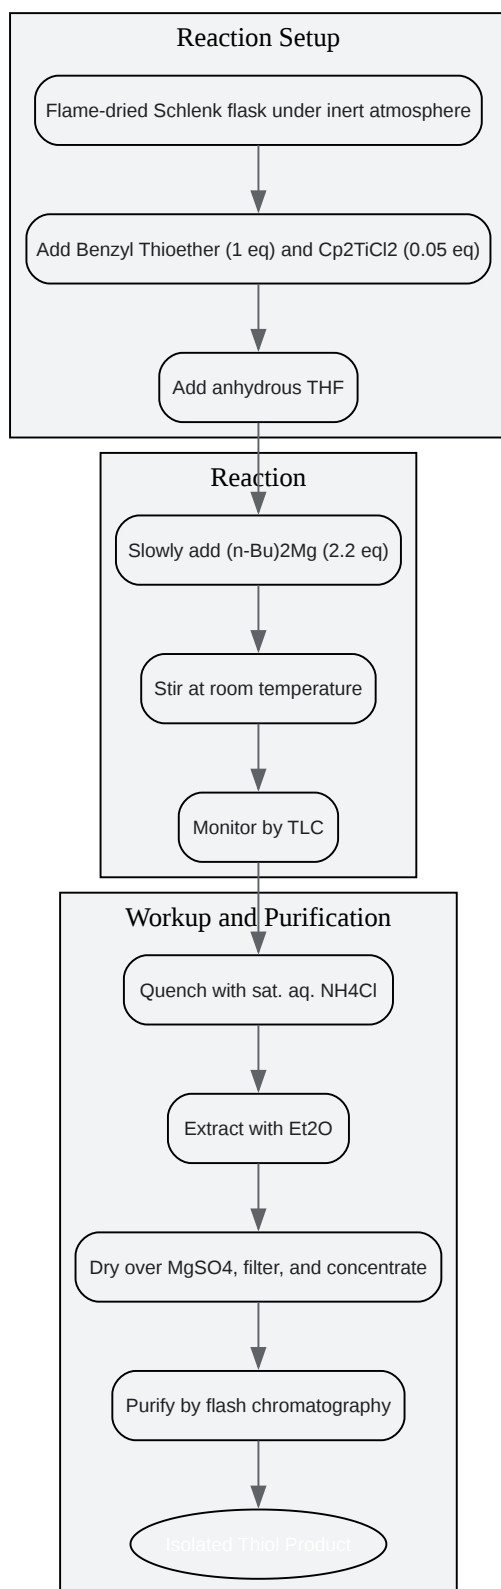 Reaction Setup
Flame-dried Schlenk flask under inert atmosphere
Add Benzyl Thioether (1 eq) and Cp2TiCl2 (0.05 eq)
Add anhydrous THF
Reaction
Slowly add (n-Bu)2Mg (2.2 eq)
Stir at room temperature
Monitor by TLC
Workup and Purification
Quench with sat. aq. NH4Cl
Extract with Et2O
Dry over MgSO4, filter, and concentrate
Purify by flash chromatography
Isolated Thiol Product